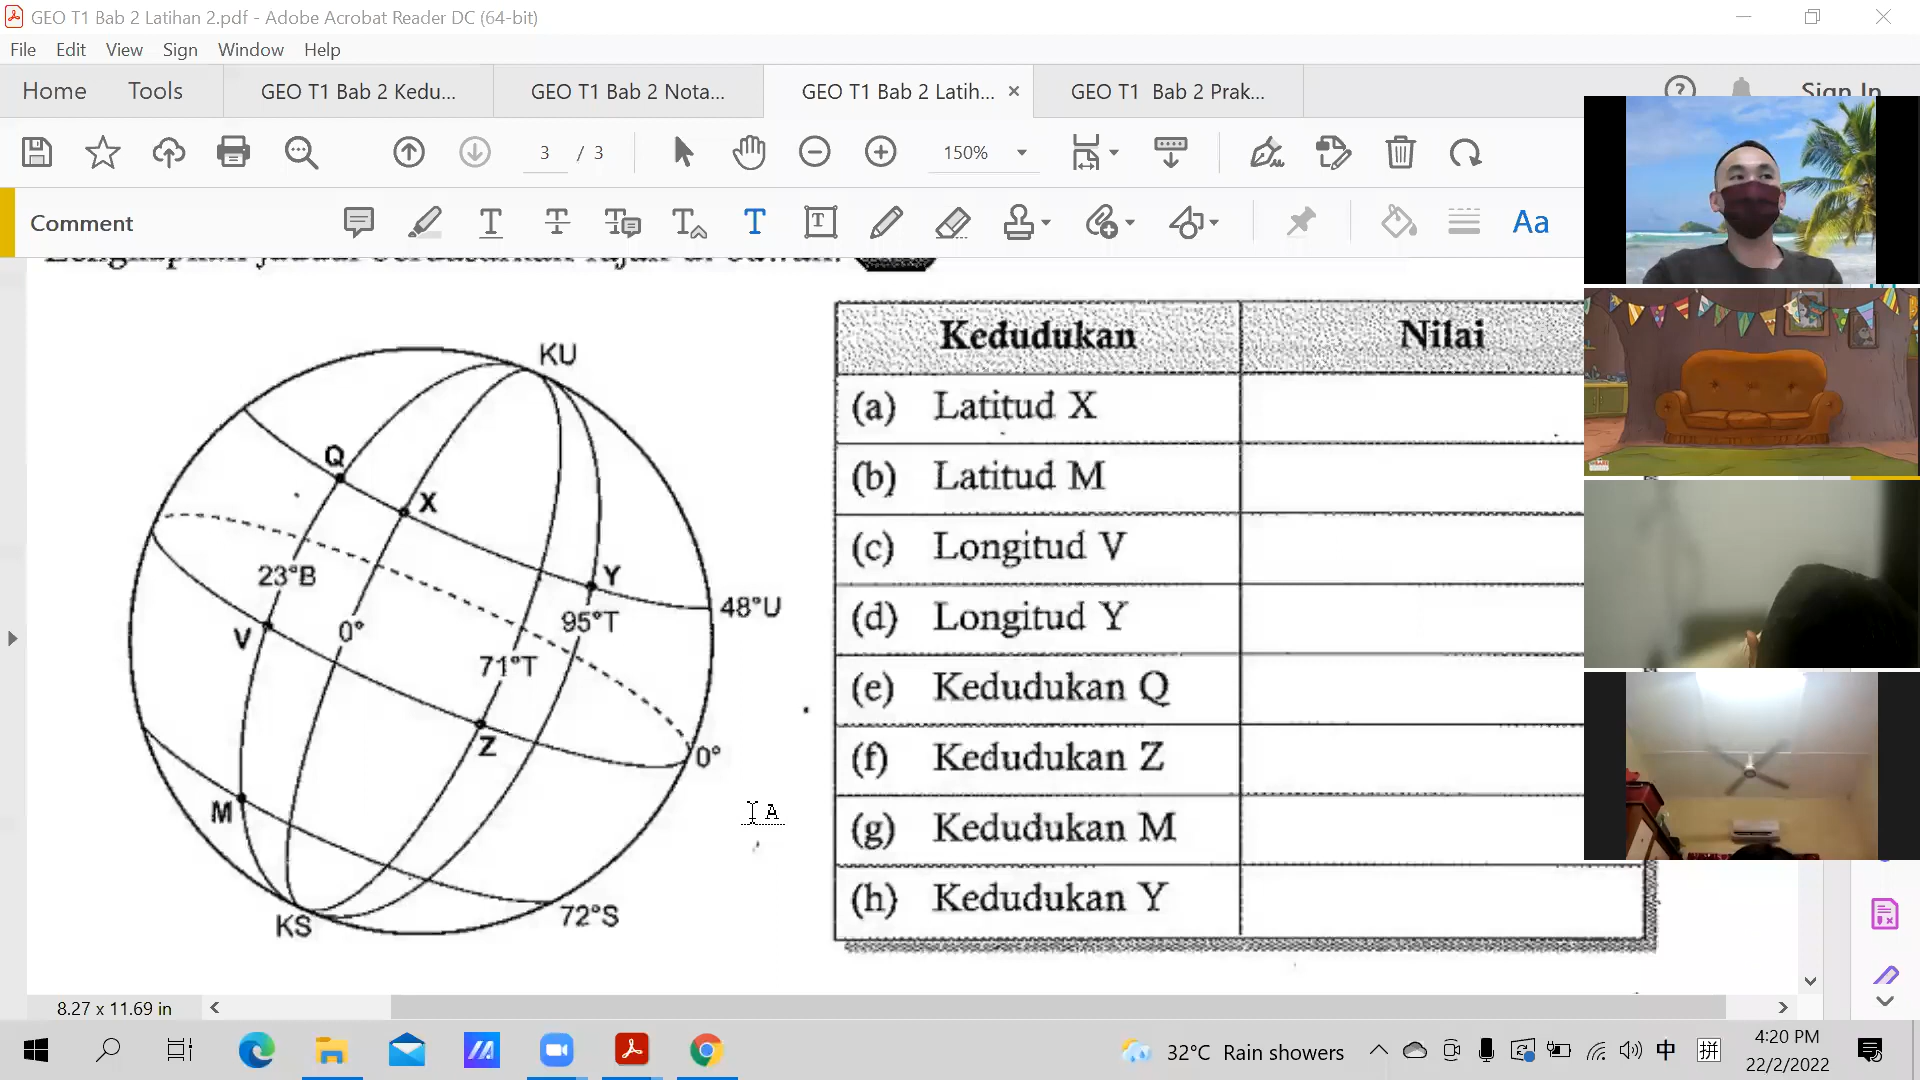 GEO T1 Bab 2 Latihan 2.pdf - Adobe Acrobat Reader DC (64-bit)
File Edit View Sign Window Help
Home Tools GEO T1 Bab 2 Kedu... GEO T1 Bab 2 Nota... GEO T1 Bab 2 Latih... × GEO T1 Bab 2 Prak... Sign In
3 / 3 150%
Comment
Kedudukan Nilai
(a) Latitud X
(b) Latitud M
(c) Longitud V
(d) Longitud Y
(e) Kedudukan Q
(f) Kedudukan Z
(g) Kedudukan M
(h) Kedudukan Y
KU
Q
X
23°B
Y
48°U
V
0°
95°T
71°T
Z
0°
M
KS
72°S
8.27 x 11.69 in
32°C Rain showers
中 拼
4:20 PM
22/2/2022